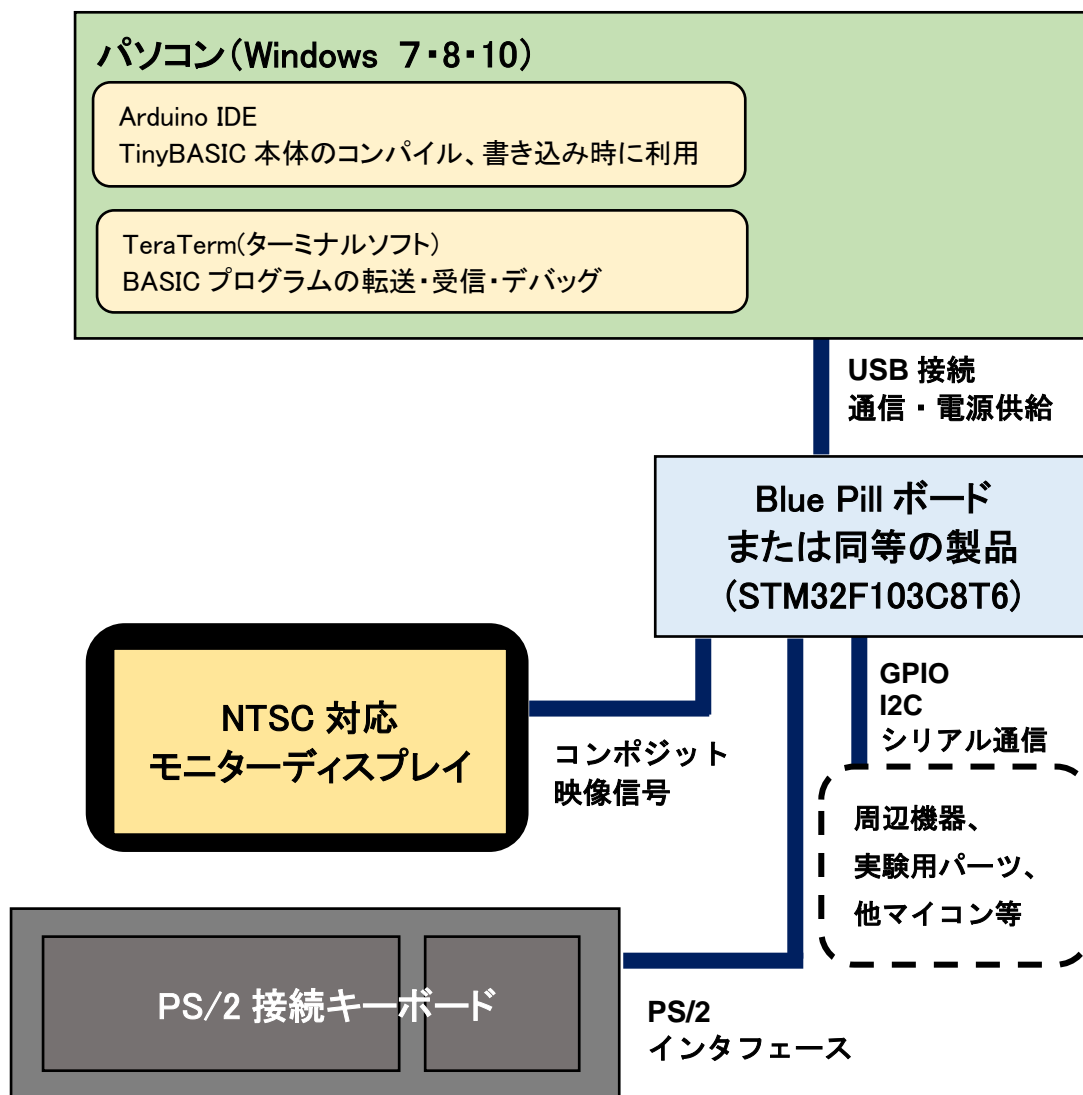 パソコン(Windows 7・8・10)
Arduino IDE
TinyBASIC 本体のコンパイル、書き込み時に利用
TeraTerm(ターミナルソフト)
BASIC プログラムの転送・受信・デバッグ
USB 接続
通信・電源供給
Blue Pill ボード
または同等の製品
(STM32F103C8T6)
NTSC 対応
モニターディスプレイ
コンポジット
映像信号
GPIO
I2C
シリアル通信
周辺機器、
実験用パーツ、
他マイコン等
PS/2 接続キーボード
PS/2
インタフェース